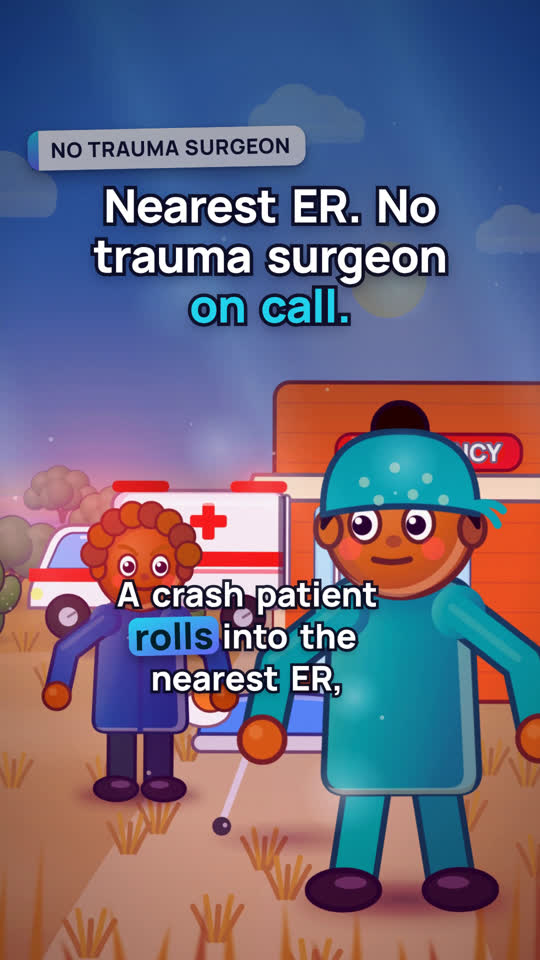 NO TRAUMA SURGEON
Nearest ER. No
trauma surgeon
on call.
A crash patient
rolls into the
nearest ER,